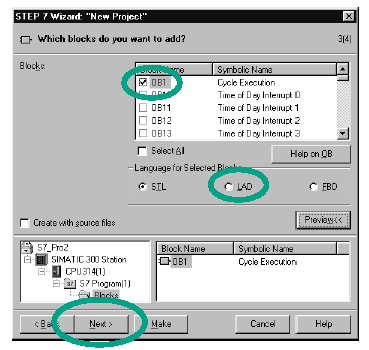 STEP 7 Wizard: "New Project"
Which blocks do you want to add?
3(4)
Blocks:
Block Name
Symbolic Name
OB1
Cycle Execution
Time of Day Interrupt 0
OB11
Time of Day Interrupt 1
OB12
Time of Day Interrupt 2
OB13
Time of Day Interrupt 3
Select All
Help on OB
Language for Selected Blocks
STL
LAD
FBD
Create with source files
Preview<<
S7_Pro2
SIMATIC 300 Station
CPU314(1)
S7 Program(1)
Blocks
Block Name
Symbolic Name
OB1
Cycle Execution
< Back
Next >
Make
Cancel
Help